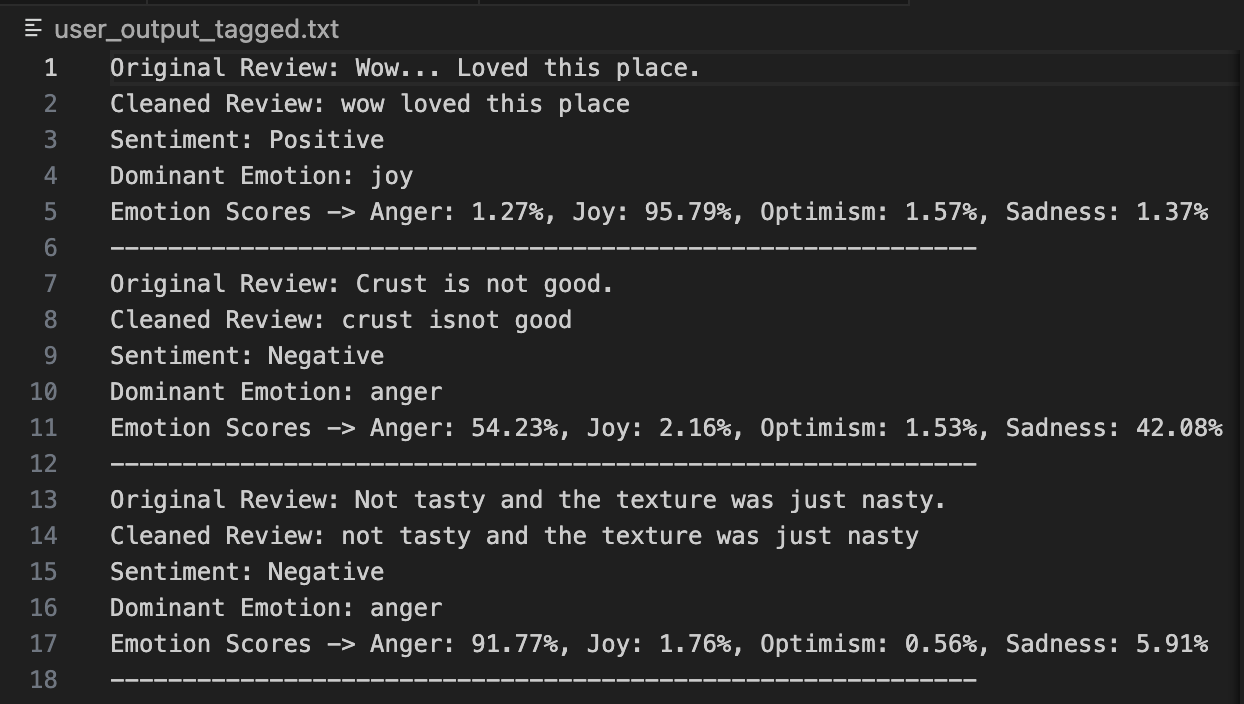 user_output_tagged.txt
1 Original Review: Wow... Loved this place.
2 Cleaned Review: wow loved this place
3 Sentiment: Positive
4 Dominant Emotion: joy
5 Emotion Scores -> Anger: 1.27%, Joy: 95.79%, Optimism: 1.57%, Sadness: 1.37%
6 ------------------------------------------------------------
7 Original Review: Crust is not good.
8 Cleaned Review: crust isnot good
9 Sentiment: Negative
10 Dominant Emotion: anger
11 Emotion Scores -> Anger: 54.23%, Joy: 2.16%, Optimism: 1.53%, Sadness: 42.08%
12 ------------------------------------------------------------
13 Original Review: Not tasty and the texture was just nasty.
14 Cleaned Review: not tasty and the texture was just nasty
15 Sentiment: Negative
16 Dominant Emotion: anger
17 Emotion Scores -> Anger: 91.77%, Joy: 1.76%, Optimism: 0.56%, Sadness: 5.91%
18 ------------------------------------------------------------